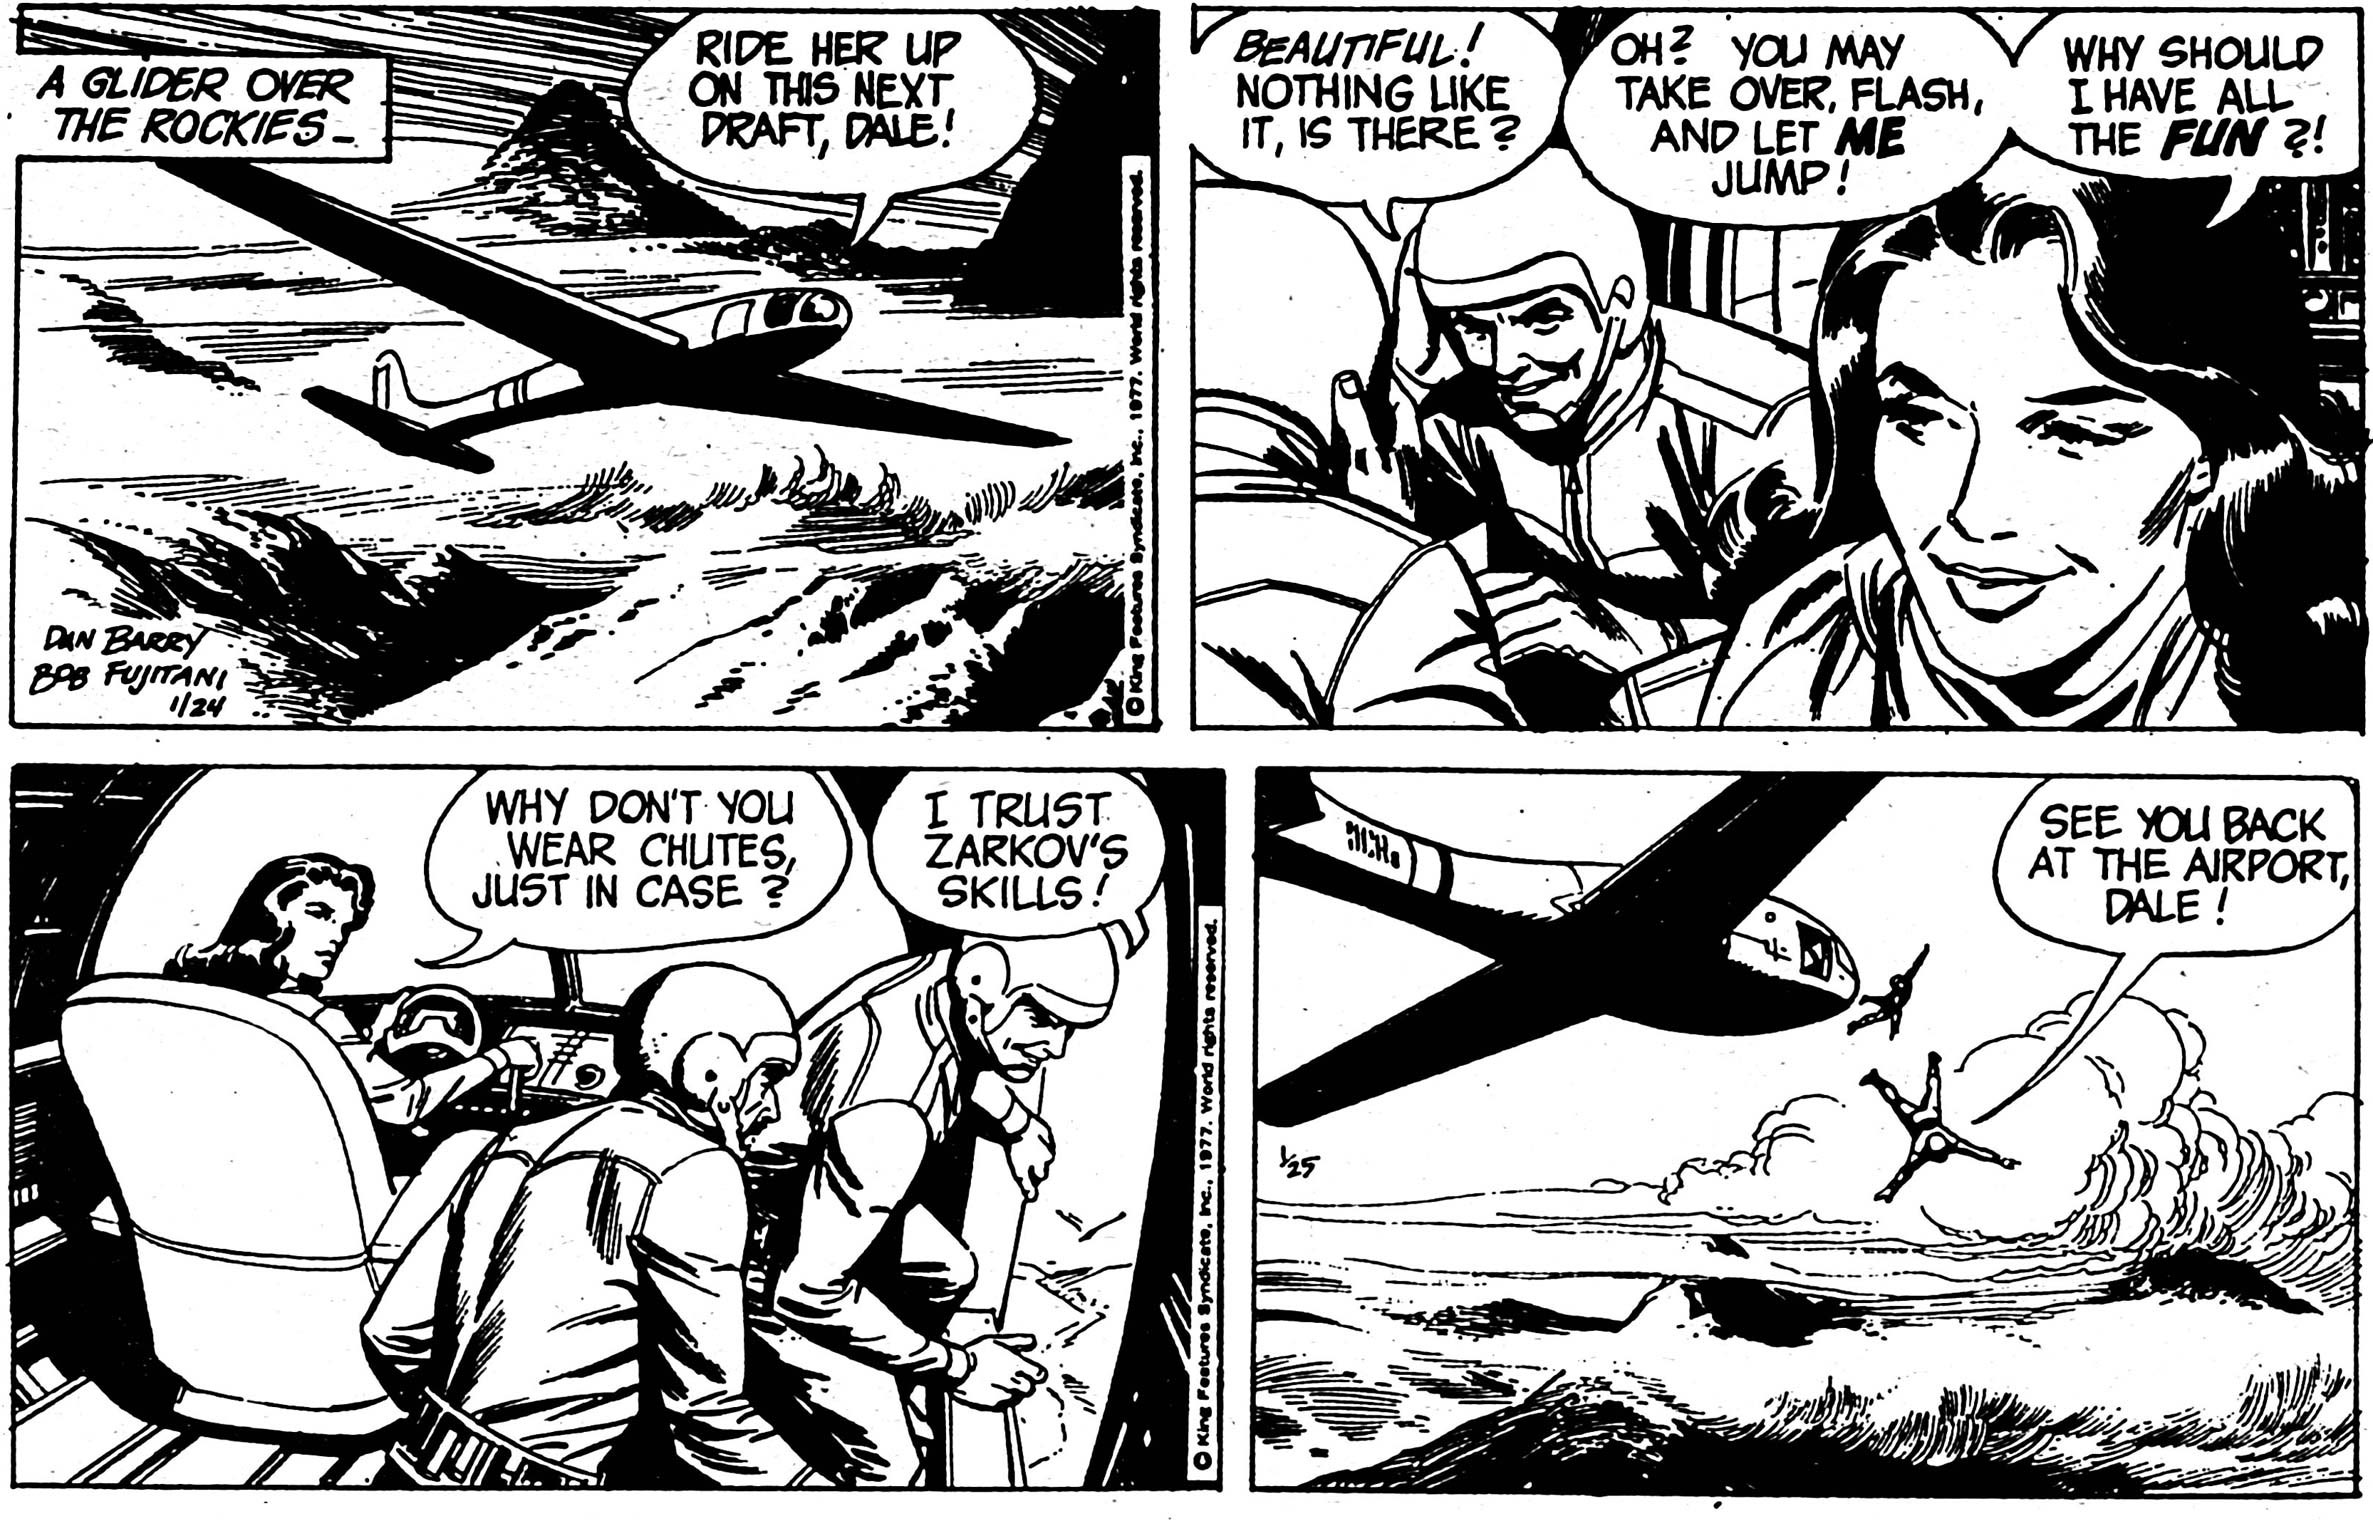 A GLIDER OVER
THE ROCKIES—
RIDE HER UP
ON THIS NEXT
DRAFT, DALE!
© King Features Syndicate, Inc., 1977. World rights reserved.
DAN BARRY
BOB FUJITANI
1/24
BEAUTIFUL!
NOTHING LIKE
IT, IS THERE?
OH? YOU MAY
TAKE OVER, FLASH,
AND LET ME
JUMP!
WHY SHOULD
I HAVE ALL
THE FUN?!
WHY DON'T YOU
WEAR CHUTES,
JUST IN CASE?
I TRUST
ZARKOV'S
SKILLS!
© King Features Syndicate, Inc., 1977. World rights reserved.
SEE YOU BACK
AT THE AIRPORT,
DALE!
1/25